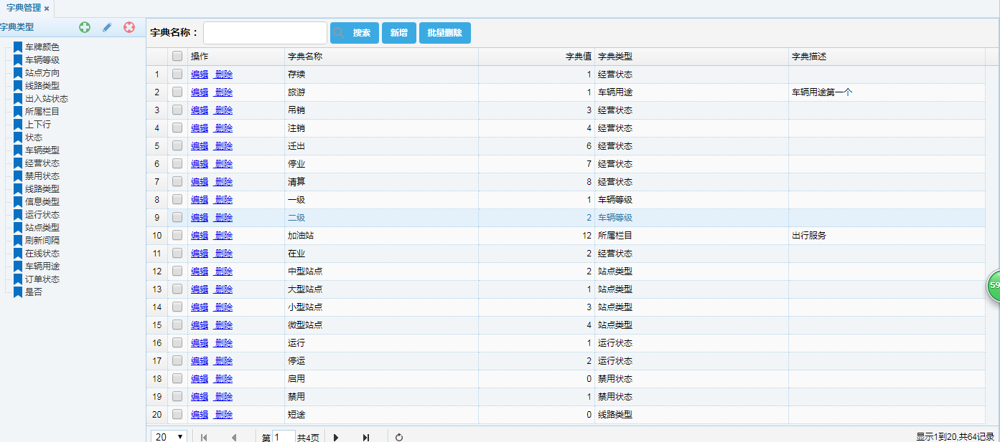 字典管理
字典类型
车牌颜色
车辆等级
站点方向
线路类型
出入站状态
所属栏目
上下行
状态
车辆类型
经营状态
禁用状态
线路类型
信息类型
运行状态
站点类型
刷新间隔
在线状态
车辆用途
订单状态
是否
字典名称： 搜索 新增 批量删除
操作 字典名称 字典值 字典类型 字典描述
1 编辑 删除 存续 1 经营状态
2 编辑 删除 旅游 1 车辆用途 车辆用途第一个
3 编辑 删除 吊销 3 经营状态
4 编辑 删除 注销 4 经营状态
5 编辑 删除 迁出 6 经营状态
6 编辑 删除 停业 7 经营状态
7 编辑 删除 清算 8 经营状态
8 编辑 删除 一级 1 车辆等级
9 编辑 删除 二级 2 车辆等级
10 编辑 删除 加油站 12 所属栏目 出行服务
11 编辑 删除 在业 2 经营状态
12 编辑 删除 中型站点 2 站点类型
13 编辑 删除 大型站点 1 站点类型
14 编辑 删除 小型站点 3 站点类型
15 编辑 删除 微型站点 4 站点类型
16 编辑 删除 运行 1 运行状态
17 编辑 删除 停运 2 运行状态
18 编辑 删除 启用 0 禁用状态
19 编辑 删除 禁用 1 禁用状态
20 编辑 删除 短途 0 线路类型
20 第 1 共4页 显示1到20,共64记录
59